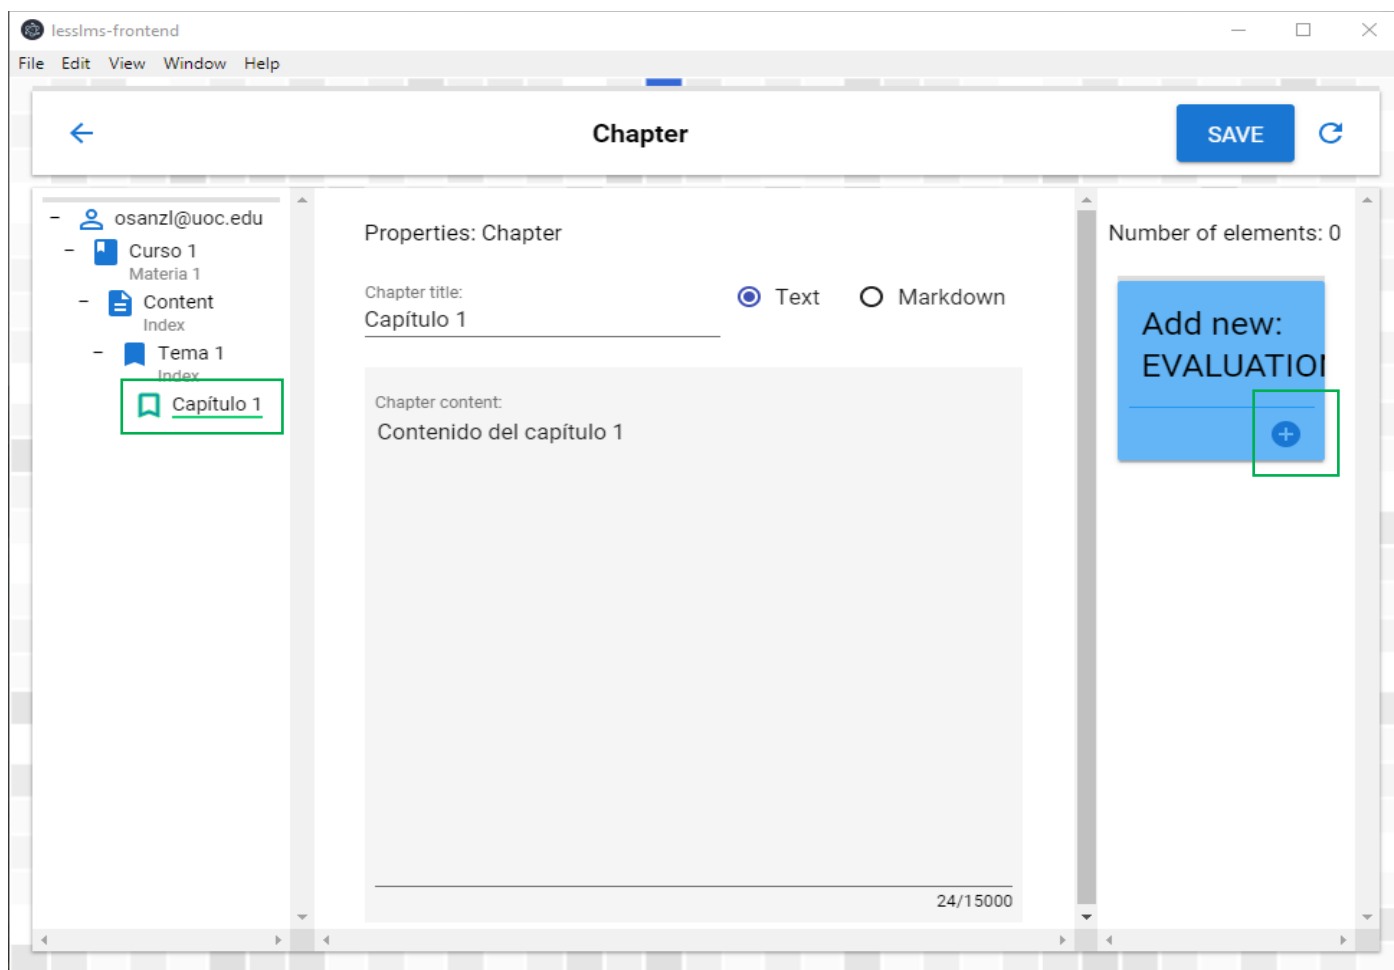 lesslms-frontend
File Edit View Window Help
Chapter
SAVE
osanzl@uoc.edu
Curso 1
Materia 1
Content
Index
Tema 1
Index
Capítulo 1
Properties: Chapter
Chapter title:
Capítulo 1
Text Markdown
Chapter content:
Contenido del capítulo 1
24/15000
Number of elements: 0
Add new:
EVALUATION